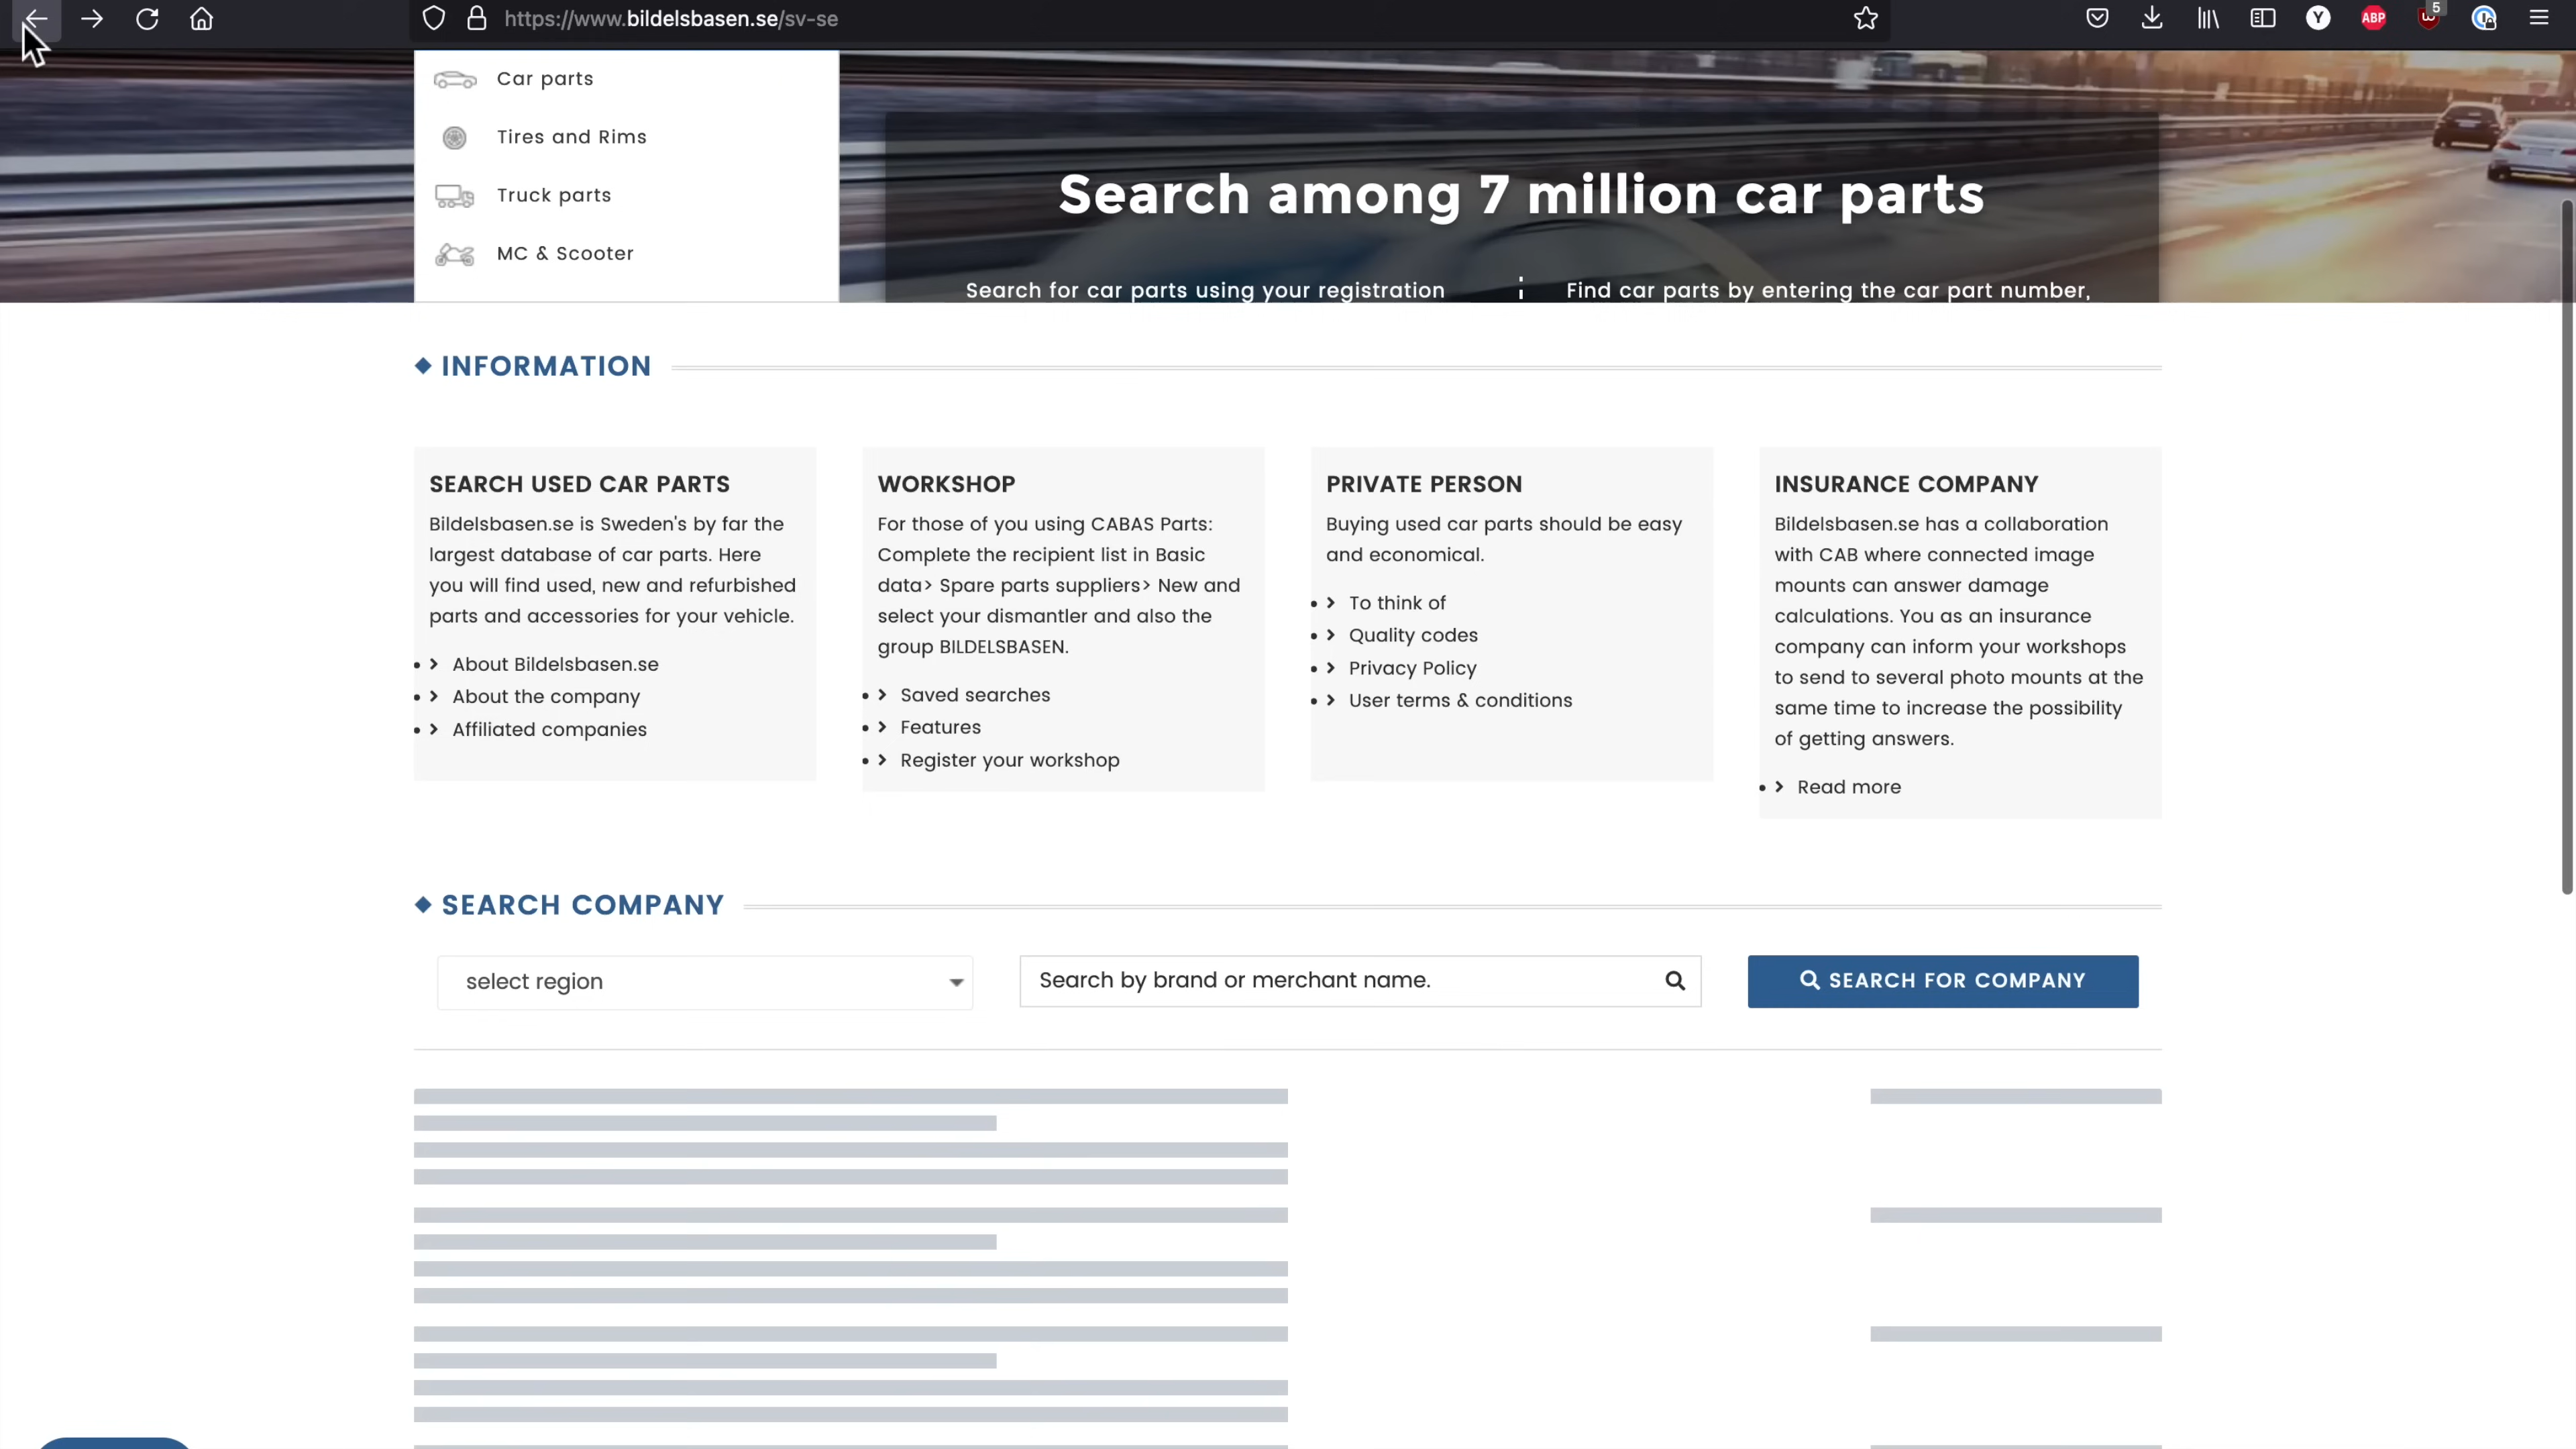 https://www.bildelsbasen.se/sv-se
ABP
5
Y
Car parts
Tires and Rims
Truck parts
MC & Scooter
Search among 7 million car parts
Search for car parts using your registration
Find car parts by entering the car part number,
INFORMATION
SEARCH USED CAR PARTS
Bildelsbasen.se is Sweden's by far the
largest database of car parts. Here
you will find used, new and refurbished
parts and accessories for your vehicle.
About Bildelsbasen.se
About the company
Affiliated companies
WORKSHOP
For those of you using CABAS Parts:
Complete the recipient list in Basic
data> Spare parts suppliers> New and
select your dismantler and also the
group BILDELSBASEN.
Saved searches
Features
Register your workshop
PRIVATE PERSON
Buying used car parts should be easy
and economical.
To think of
Quality codes
Privacy Policy
User terms & conditions
INSURANCE COMPANY
Bildelsbasen.se has a collaboration
with CAB where connected image
mounts can answer damage
calculations. You as an insurance
company can inform your workshops
to send to several photo mounts at the
same time to increase the possibility
of getting answers.
Read more
SEARCH COMPANY
select region
Search by brand or merchant name.
SEARCH FOR COMPANY